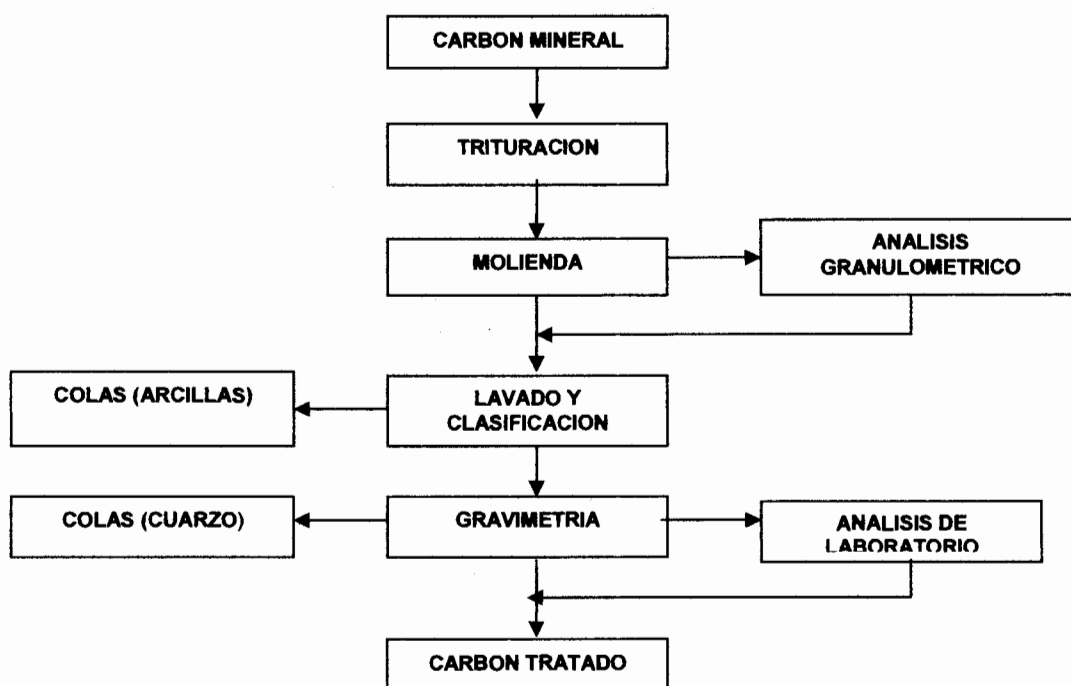 CARBON MINERAL
TRITURACION
MOLIENDA
ANALISIS
GRANULOMETRICO
COLAS (ARCILLAS)
LAVADO Y
CLASIFICACION
COLAS (CUARZO)
GRAVIMETRIA
ANALISIS DE
LABORATORIO
CARBON TRATADO